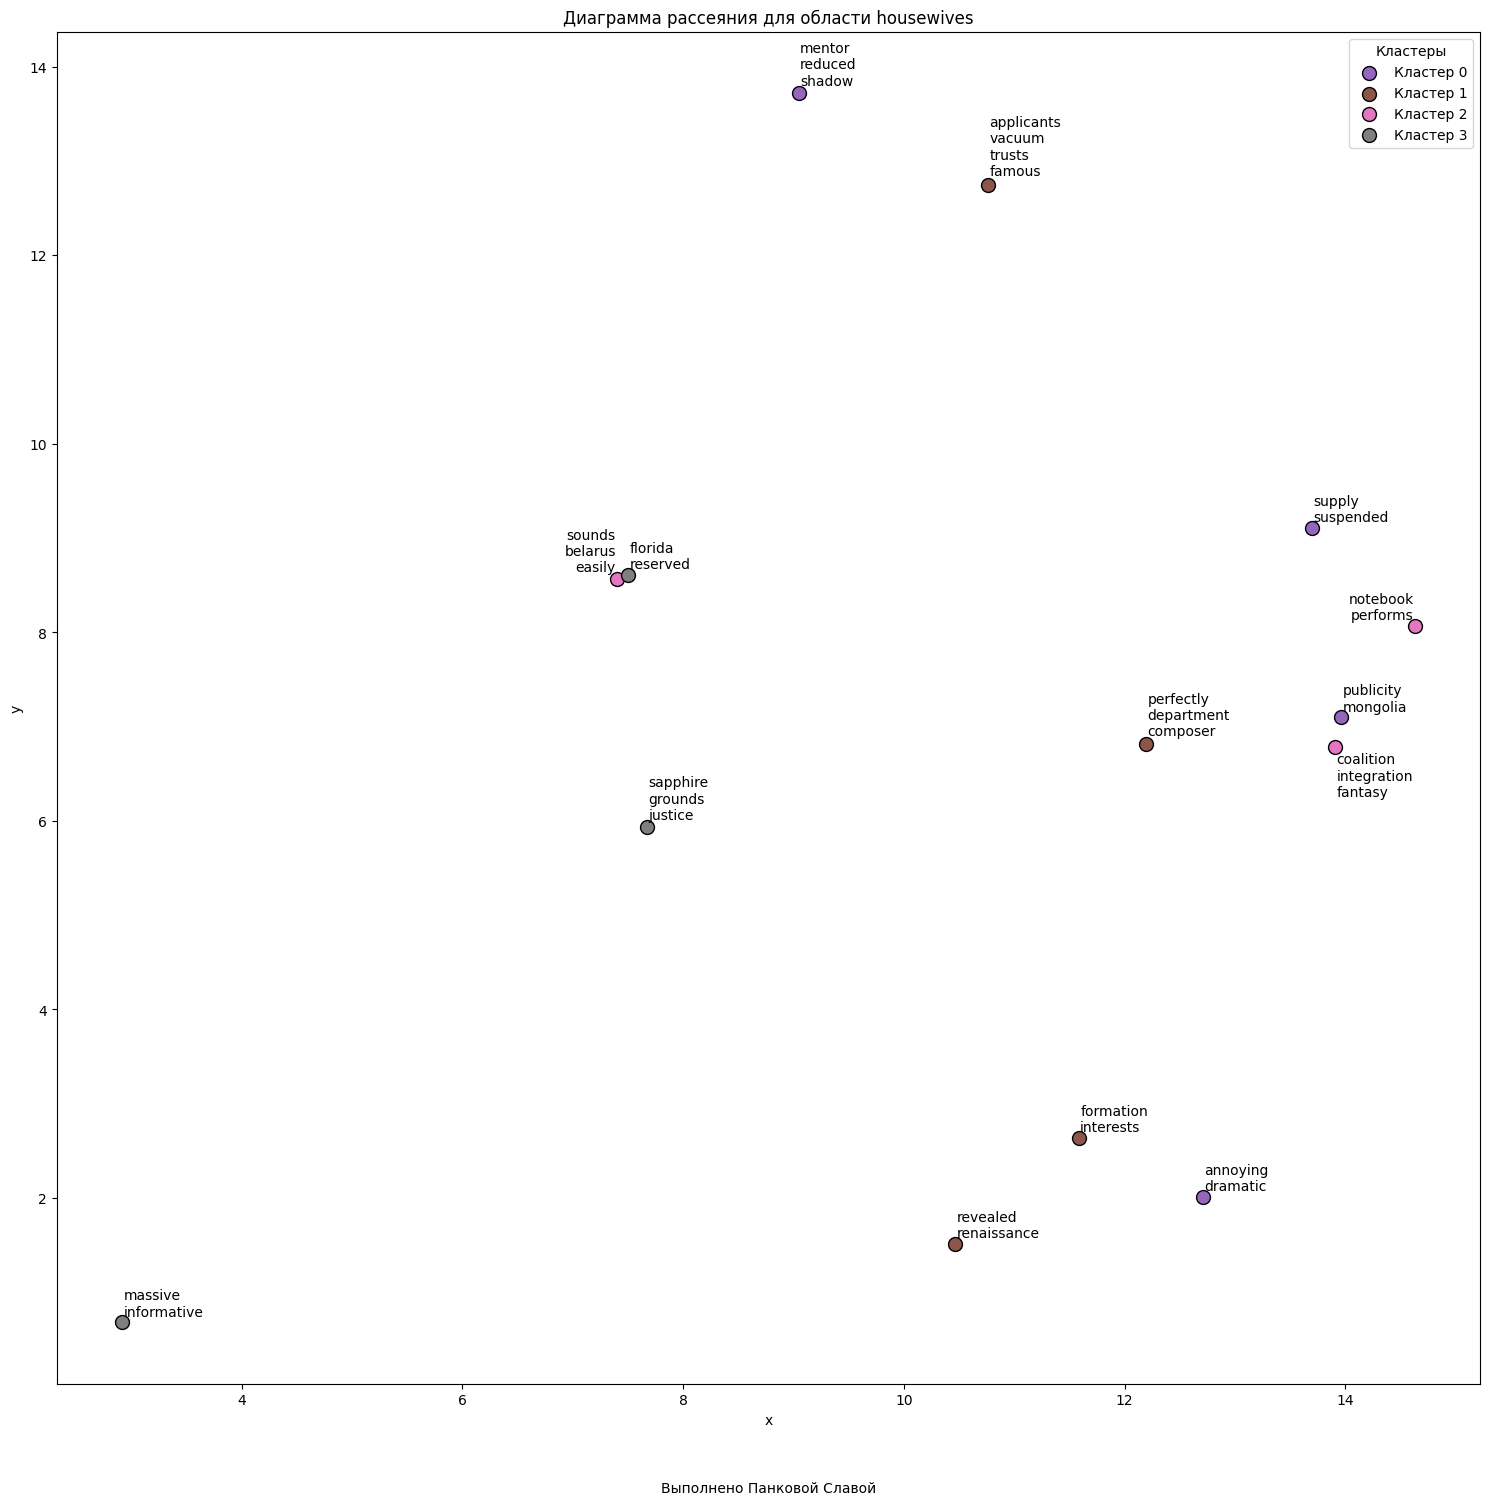 Диаграмма рассеяния для области housewives
Кластеры
Кластер 0
Кластер 1
Кластер 2
Кластер 3
mentor
reduced
shadow
applicants
vacuum
trusts
famous
supply
suspended
sounds
belarus
easily
florida
reserved
notebook
performs
publicity
mongolia
perfectly
department
composer
coalition
integration
fantasy
sapphire
grounds
justice
formation
interests
annoying
dramatic
revealed
renaissance
massive
informative
14
12
10
8
6
4
2
y
4
6
8
10
12
14
x
Выполнено Панковой Славой